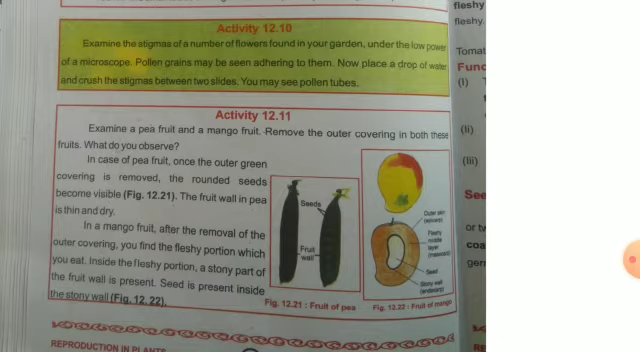 Activity 12.10
Examine the stigmas of a number of flowers found in your garden, under the low power
of a microscope. Pollen grains may be seen adhering to them. Now place a drop of water
and crush the stigmas between two slides. You may see pollen tubes.
Activity 12.11
Examine a pea fruit and a mango fruit. Remove the outer covering in both these
fruits. What do you observe?
In case of pea fruit, once the outer green
covering is removed, the rounded seeds
become visible (Fig. 12.21). The fruit wall in pea
is thin and dry.
In a mango fruit, after the removal of the
outer covering, you find the fleshy portion which
you eat. Inside the fleshy portion, a stony part of
the fruit wall is present. Seed is present inside
the stony wall (Fig. 12. 22).
Seeds
Fruit
wall
Fig. 12.21 : Fruit of pea
Outer skin
(epicarp)
Fleshy
middle
layer
(mesocarp)
Seed
Stony wall
(endocarp)
Fig. 12.22 : Fruit of mango
REPRODUCTION IN PLANTS
fleshy
fleshy.
Tomat
Func
(i)
(ii)
(iii)
See
or tw
coa
ger
RE